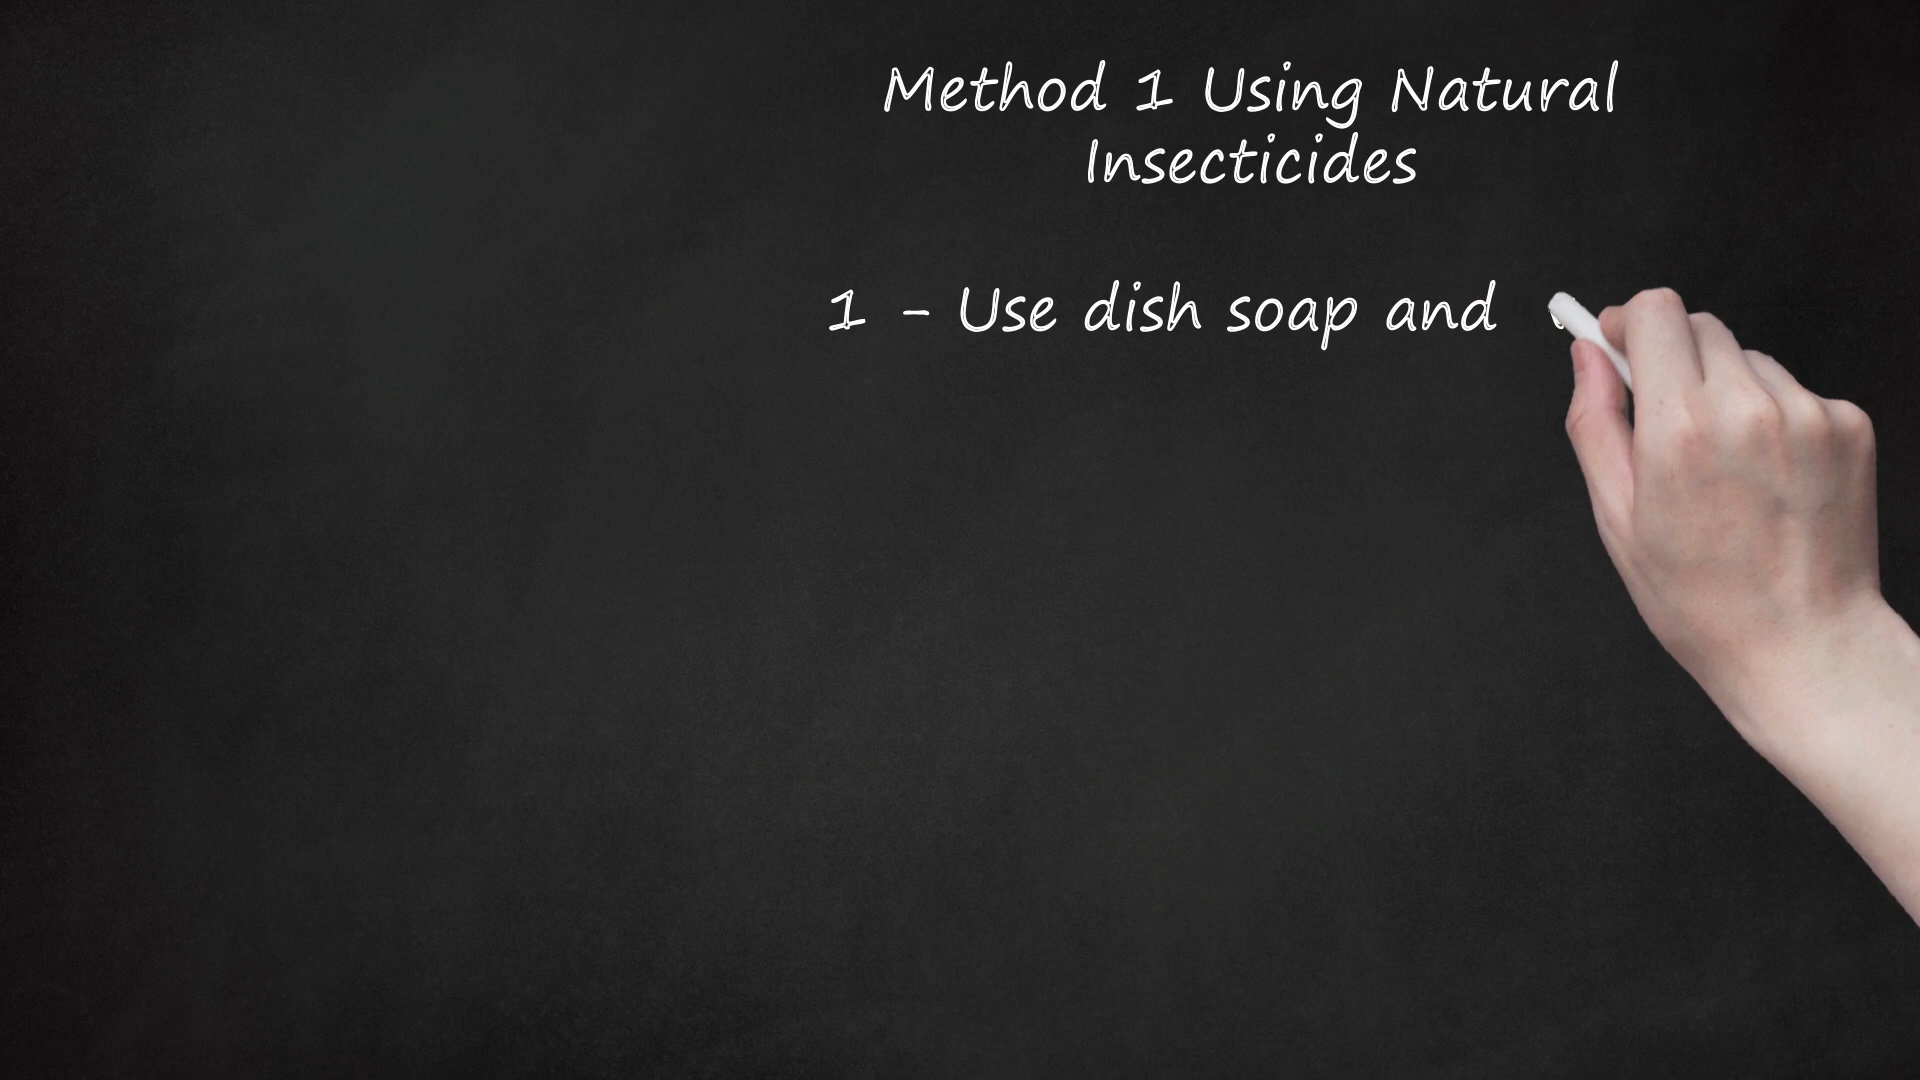 Method 1 Using Natural
Insecticides
1 - Use dish soap and